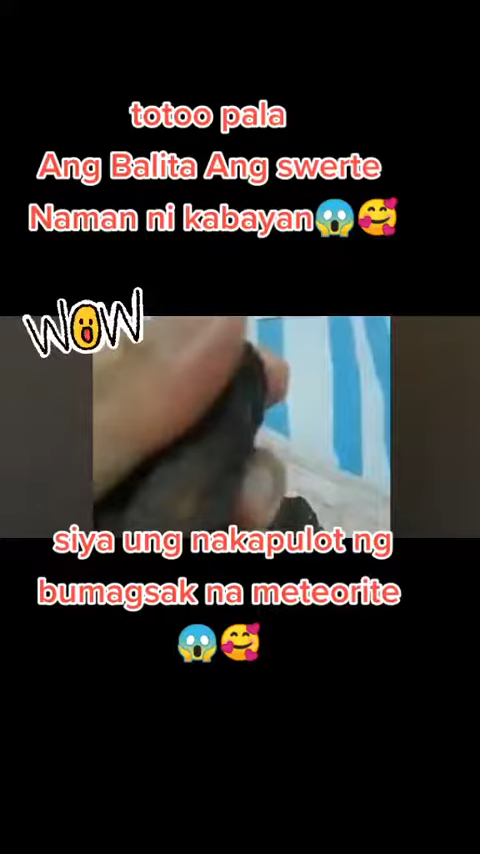 totoo pala
Ang Balita Ang swerte
Naman ni kabayan😱🥰
WOW
siya ung nakapulot ng
bumagsak na meteorite
😱🥰